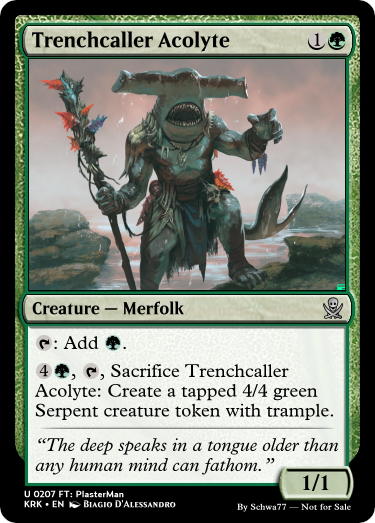 Trenchcaller Acolyte 1
Creature — Merfolk
: Add .
4 , , Sacrifice Trenchcaller
Acolyte: Create a tapped 4/4 green
Serpent creature token with trample.
“The deep speaks in a tongue older than
any human mind can fathom.”
1/1
U 0207 FT: PlasterMan
KRK • EN Biagio D'Alessandro
By Schwa77 — Not for Sale